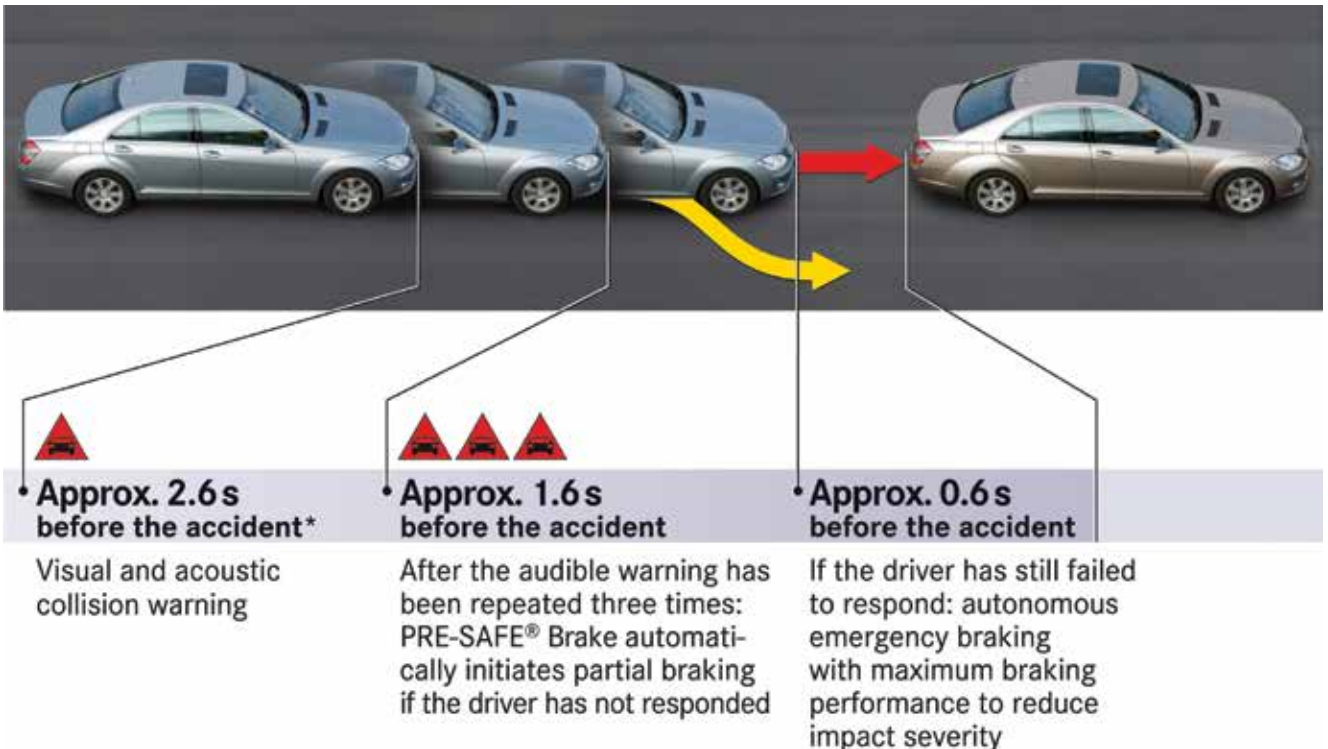 Approx. 2.6 s
before the accident*
Visual and acoustic
collision warning
Approx. 1.6 s
before the accident
After the audible warning has
been repeated three times:
PRE-SAFE® Brake automati-
cally initiates partial braking
if the driver has not responded
Approx. 0.6 s
before the accident
If the driver has still failed
to respond: autonomous
emergency braking
with maximum braking
performance to reduce
impact severity